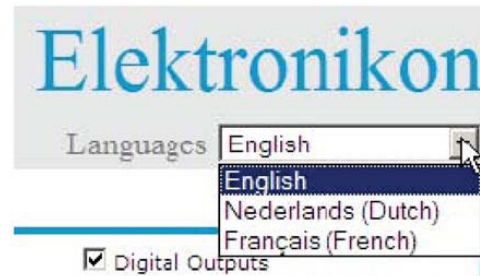 Elektronikon
Languages English
English
Nederlands (Dutch)
Français (French)
Digital Outputs